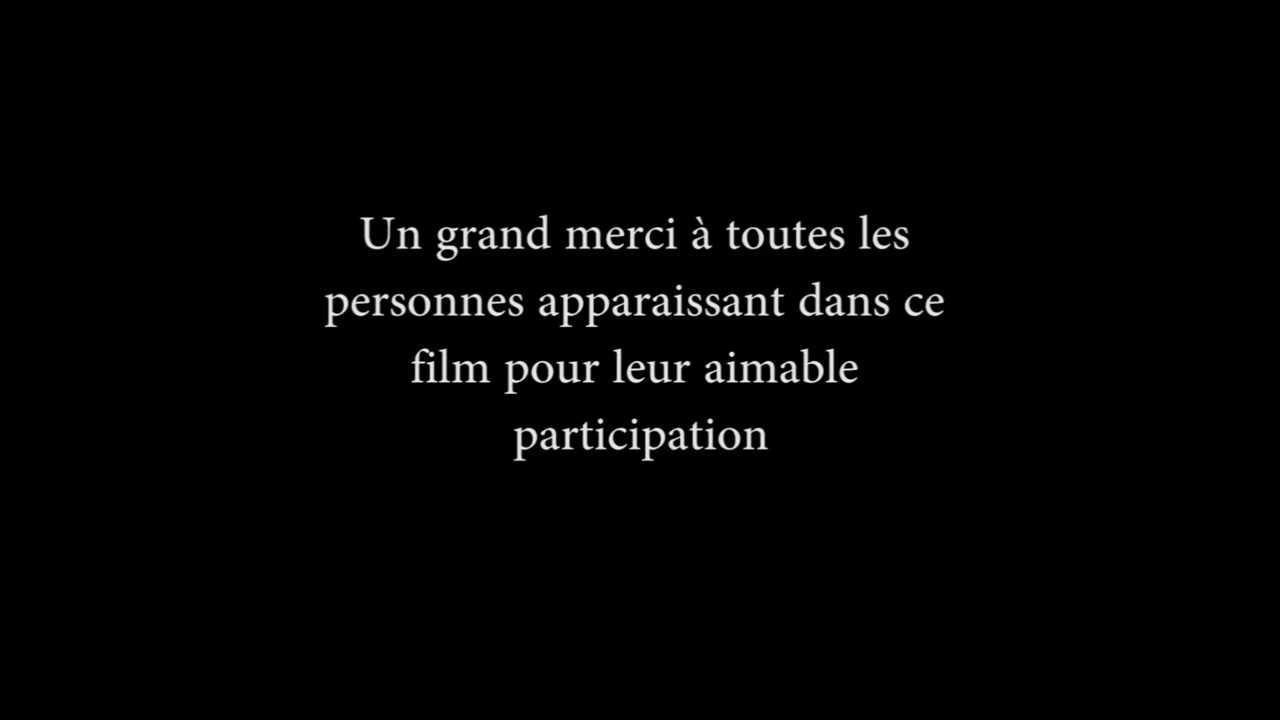 Un grand merci à toutes les
personnes apparaissant dans ce
film pour leur aimable
participation